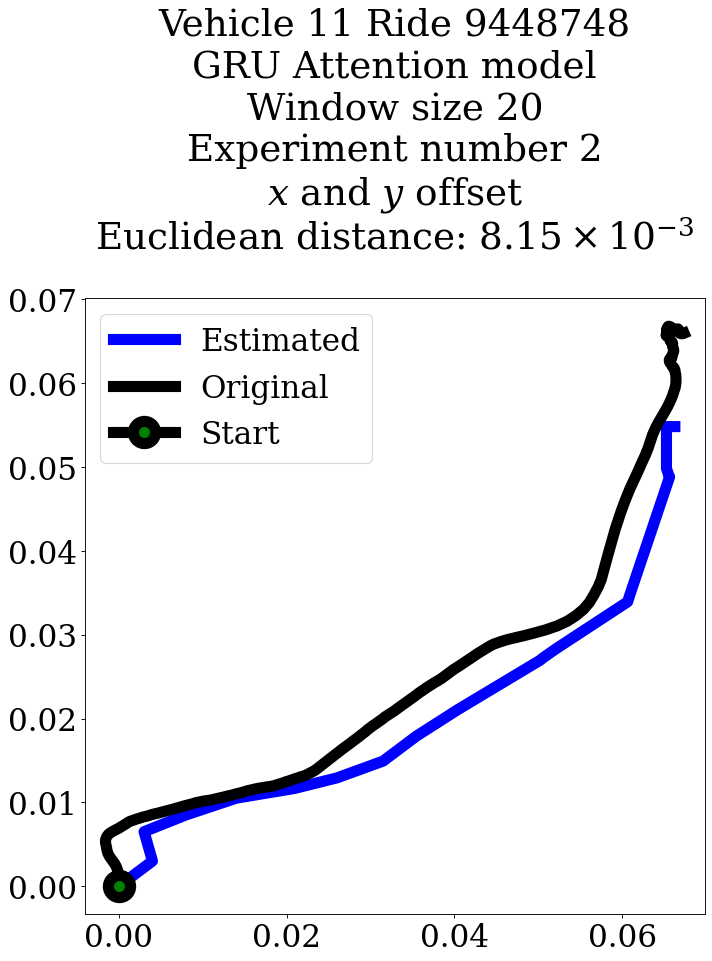 Vehicle 11 Ride 9448748
GRU Attention model
Window size 20
Experiment number 2
x and y offset
Euclidean distance: 8.15 × 10⁻³
0.07
0.06
0.05
0.04
0.03
0.02
0.01
0.00
Estimated
Original
Start
0.00 0.02 0.04 0.06